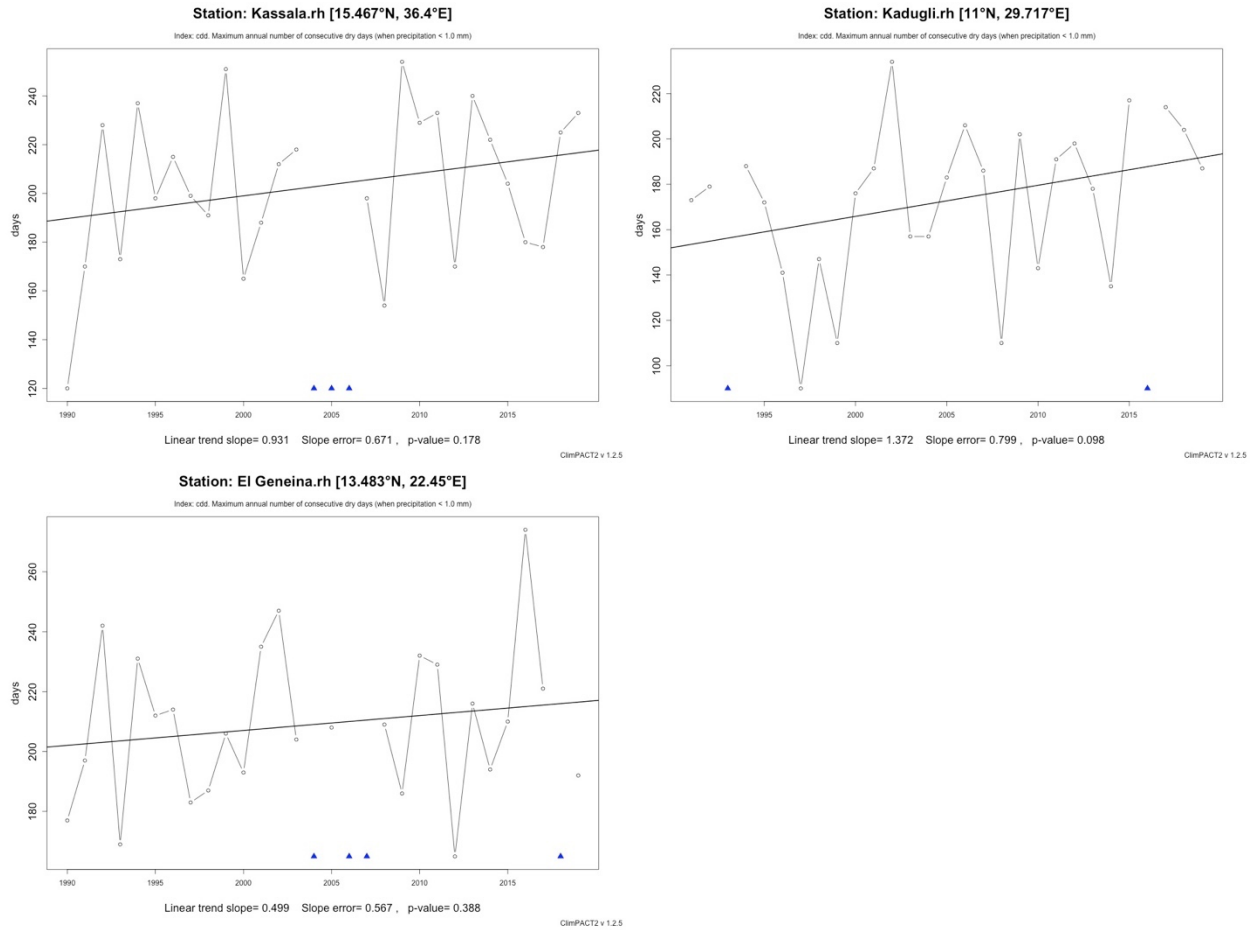 Station: Kassala.rh [15.467°N, 36.4°E]
Index: cdd. Maximum annual number of consecutive dry days (when precipitation < 1.0 mm)
days
240
220
200
180
160
140
120
1990 1995 2000 2005 2010 2015
Linear trend slope= 0.931 Slope error= 0.671 , p-value= 0.178
ClimPACT2 v 1.2.5
Station: Kadugli.rh [11°N, 29.717°E]
Index: cdd. Maximum annual number of consecutive dry days (when precipitation < 1.0 mm)
days
220
200
180
160
140
120
100
1995 2000 2005 2010 2015
Linear trend slope= 1.372 Slope error= 0.799 , p-value= 0.098
ClimPACT2 v 1.2.5
Station: El Geneina.rh [13.483°N, 22.45°E]
Index: cdd. Maximum annual number of consecutive dry days (when precipitation < 1.0 mm)
days
260
240
220
200
180
1990 1995 2000 2005 2010 2015
Linear trend slope= 0.499 Slope error= 0.567 , p-value= 0.388
ClimPACT2 v 1.2.5